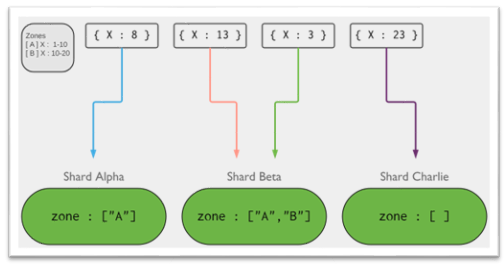 Zones
[ A ] X : 1-10
[ B ] X : 10-20
{ X : 8 }
{ X : 13 }
{ X : 3 }
{ X : 23 }
Shard Alpha
Shard Beta
Shard Charlie
zone : ["A"]
zone : ["A","B"]
zone : [ ]